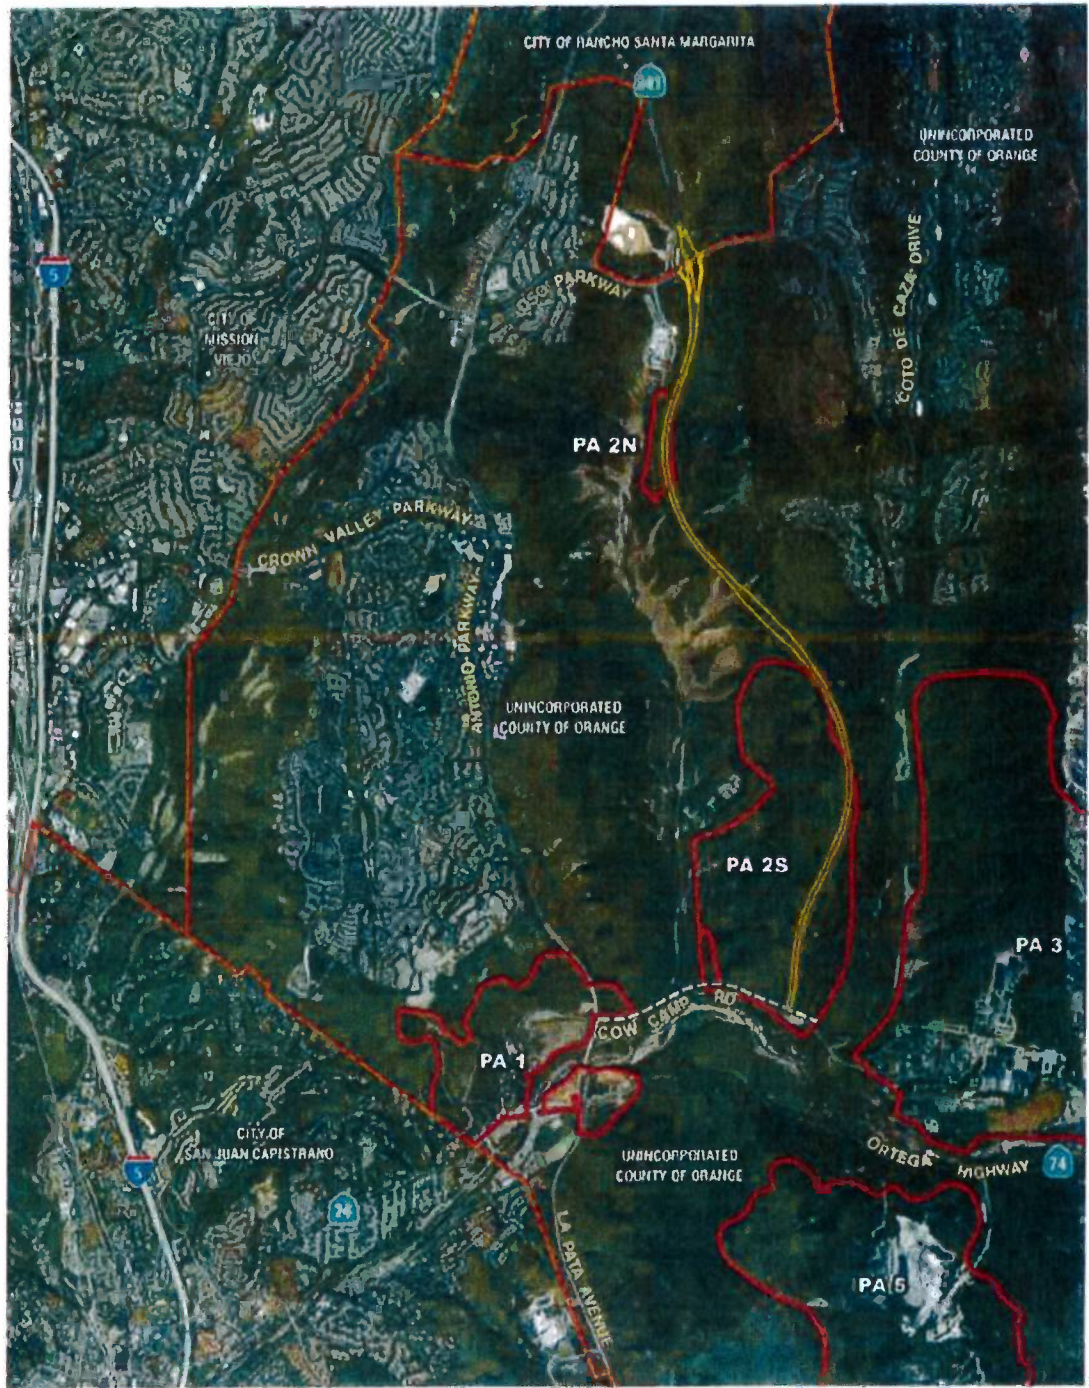 CITY OF RANCHO SANTA MARGARITA
241
UNINCORPORATED
COUNTY OF ORANGE
5
COTO DE CAZA DRIVE
OSO PARKWAY
CITY OF
MISSION
VIEJO
PA 2N
CROWN VALLEY PARKWAY
ANTONIO PARKWAY
UNINCORPORATED
COUNTY OF ORANGE
PA 2S
PA 3
COW CAMP RD
PA 1
CITY OF
SAN JUAN CAPISTRANO
5
UNINCORPORATED
COUNTY OF ORANGE
ORTEGA HIGHWAY
74
74
LA PATA AVENUE
PA 5